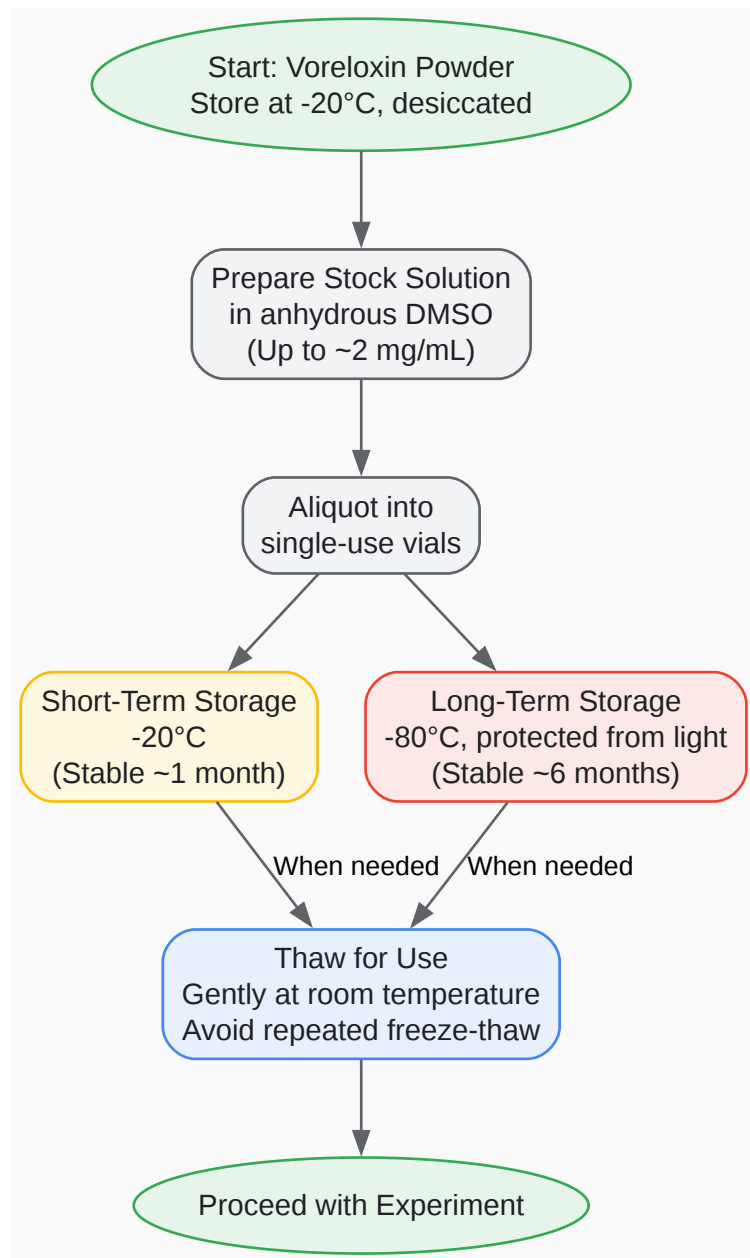 Start: Voreloxin Powder
Store at -20°C, desiccated
Prepare Stock Solution
in anhydrous DMSO
(Up to ~2 mg/mL)
Aliquot into
single-use vials
Short-Term Storage
-20°C
(Stable ~1 month)
Long-Term Storage
-80°C, protected from light
(Stable ~6 months)
When needed
When needed
Thaw for Use
Gently at room temperature
Avoid repeated freeze-thaw
Proceed with Experiment